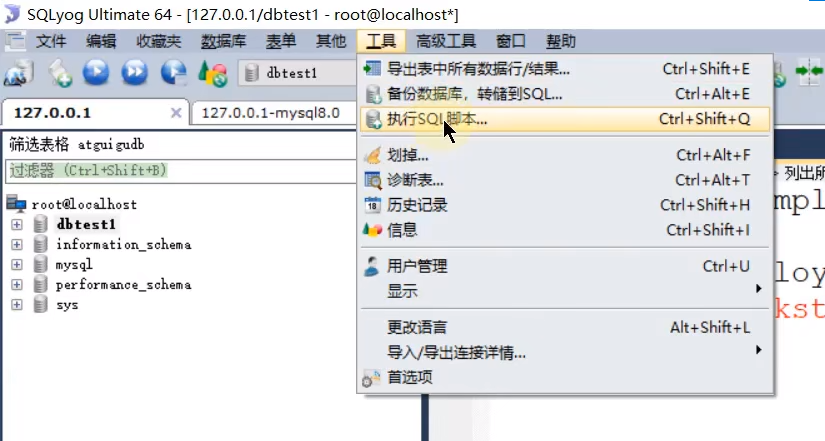 SQLyog Ultimate 64 - [127.0.0.1/dbtest1 - root@localhost*]
文件 编辑 收藏夹 数据库 表单 其他 工具 高级工具 窗口 帮助
dbtest1
127.0.0.1 127.0.0.1-mysql8.0
筛选表格 atguigudb
过滤器 (Ctrl+Shift+B)
root@localhost
dbtest1
information_schema
mysql
performance_schema
sys
导出表中所有数据行/结果... Ctrl+Shift+E
备份数据库，转储到SQL... Ctrl+Alt+E
执行SQL脚本... Ctrl+Shift+Q
划掉... Ctrl+Alt+F
诊断表... Ctrl+Alt+T
历史记录 Ctrl+Shift+H
18
信息 Ctrl+Shift+I
用户管理 Ctrl+U
显示
更改语言 Alt+Shift+L
导入/导出连接详情...
首选项
列出所
mpl
loy
kst